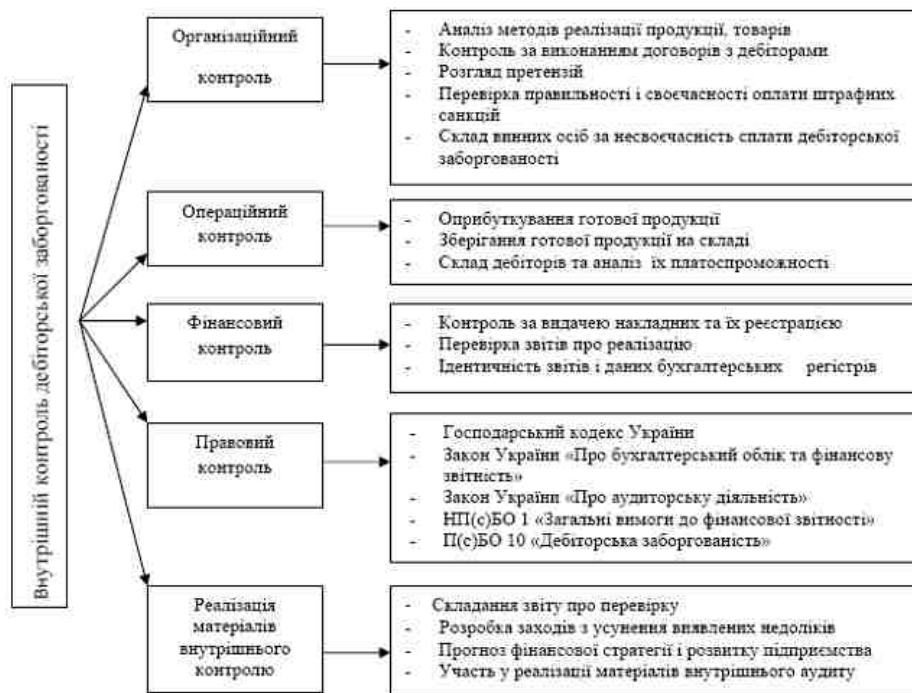 Внутрішній контроль дебіторської заборгованості
Організаційний
контроль
- Аналіз методів реалізації продукції, товарів
- Контроль за виконанням договорів з дебіторами
- Розгляд претензій
- Перевірка правильності і своєчасності оплати штрафних
санкцій
- Склад винних осіб за несвоєчасність сплати дебіторської
заборгованості
Операційний
контроль
- Оприбуткування готової продукції
- Зберігання готової продукції на складі
- Склад дебіторів та аналіз їх платоспроможності
Фінансовий
контроль
- Контроль за видачею накладних та їх реєстрацією
- Перевірка звітів про реалізацію
- Ідентичність звітів і даних бухгалтерських регістрів
Правовий
контроль
- Господарський кодекс України
- Закон України «Про бухгалтерський облік та фінансову
звітність»
- Закон України «Про аудиторську діяльність»
- НП(с)БО 1 «Загальні вимоги до фінансової звітності»
- П(с)БО 10 «Дебіторська заборгованість»
Реалізація
матеріалів
внутрішнього
контролю
- Складання звіту про перевірку
- Розробка заходів з усунення виявлених недоліків
- Прогноз фінансової стратегії і розвитку підприємства
- Участь у реалізації матеріалів внутрішнього аудиту